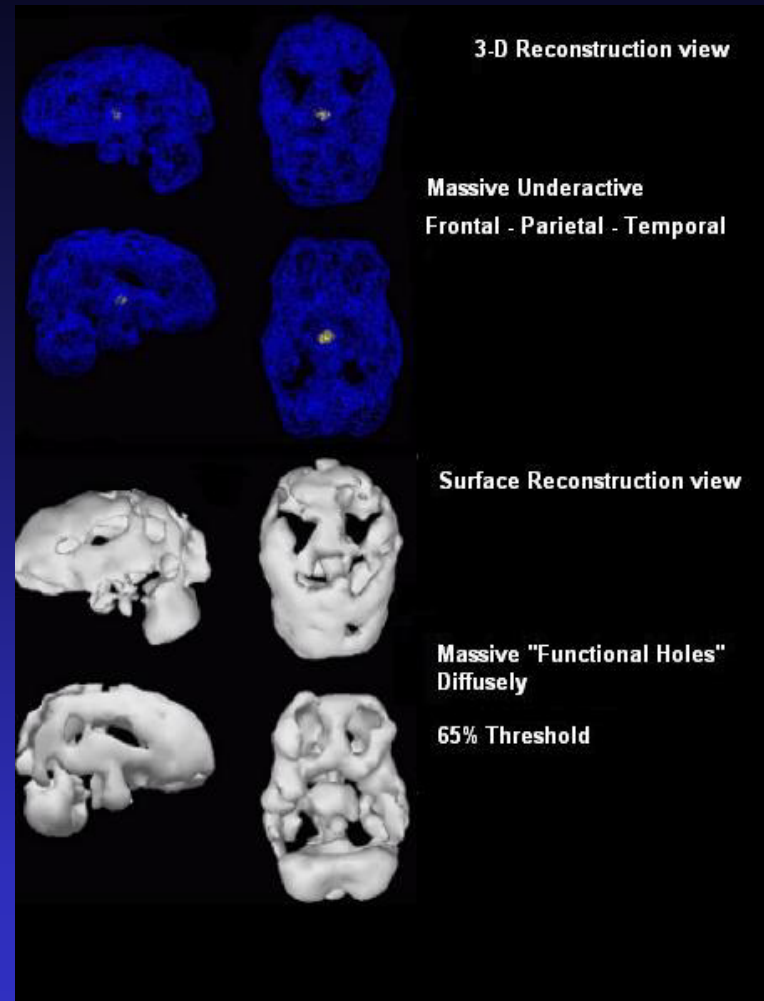 3-D Reconstruction view
Massive Underactive
Frontal - Parietal - Temporal
Surface Reconstruction view
Massive "Functional Holes"
Diffusely
65% Threshold